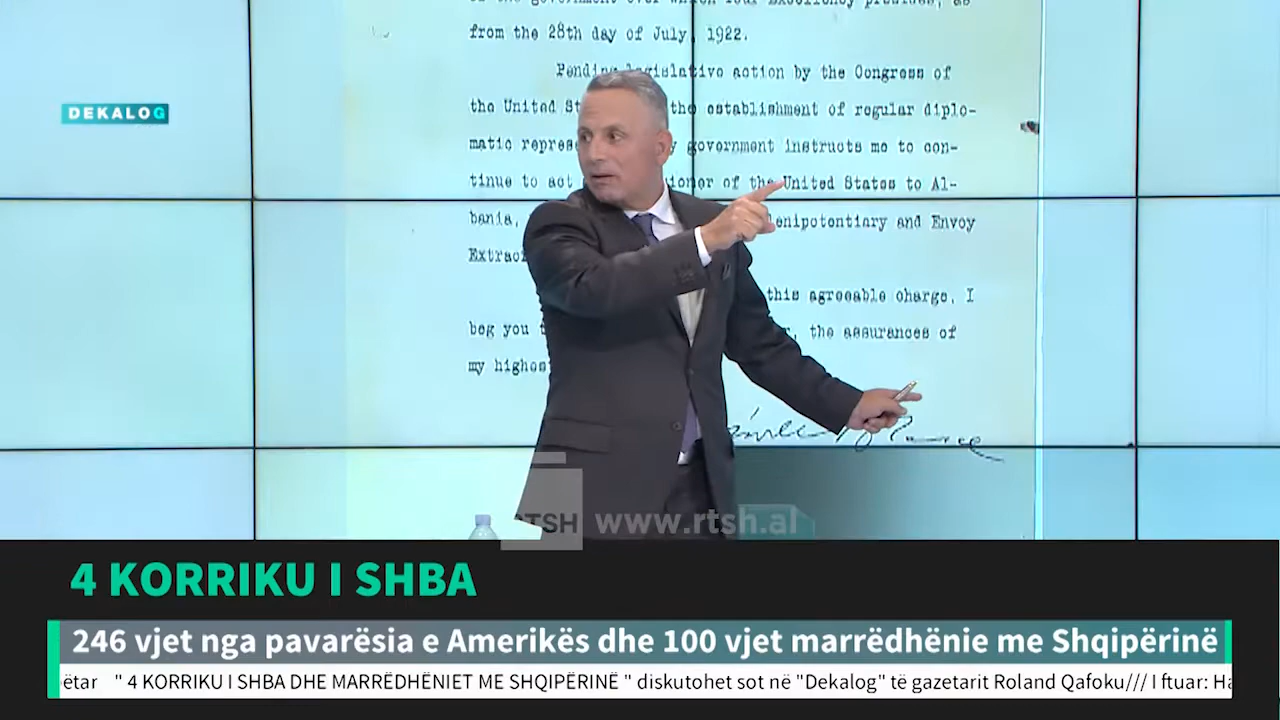 of the government over which Your Excellency presides, as
from the 28th day of July, 1922.
Pending legislative action by the Congress of
the United St the establishment of regular diplo-
matic repres government instructs me to con-
tinue to act ioner of the United States to Al-
bania, lenipotentiary and Envoy
Extrao
this agreeable charge, I
beg you t r, the assurances of
my highes
DEKALOG
RTSH www.rtsh.al
4 KORRIKU I SHBA
246 vjet nga pavarësia e Amerikës dhe 100 vjet marrëdhënie me Shqipërinë
ëtar " 4 KORRIKU I SHBA DHE MARRËDHËNIET ME SHQIPËRINË " diskutohet sot në "Dekalog" të gazetarit Roland Qafoku/// I ftuar: Ha